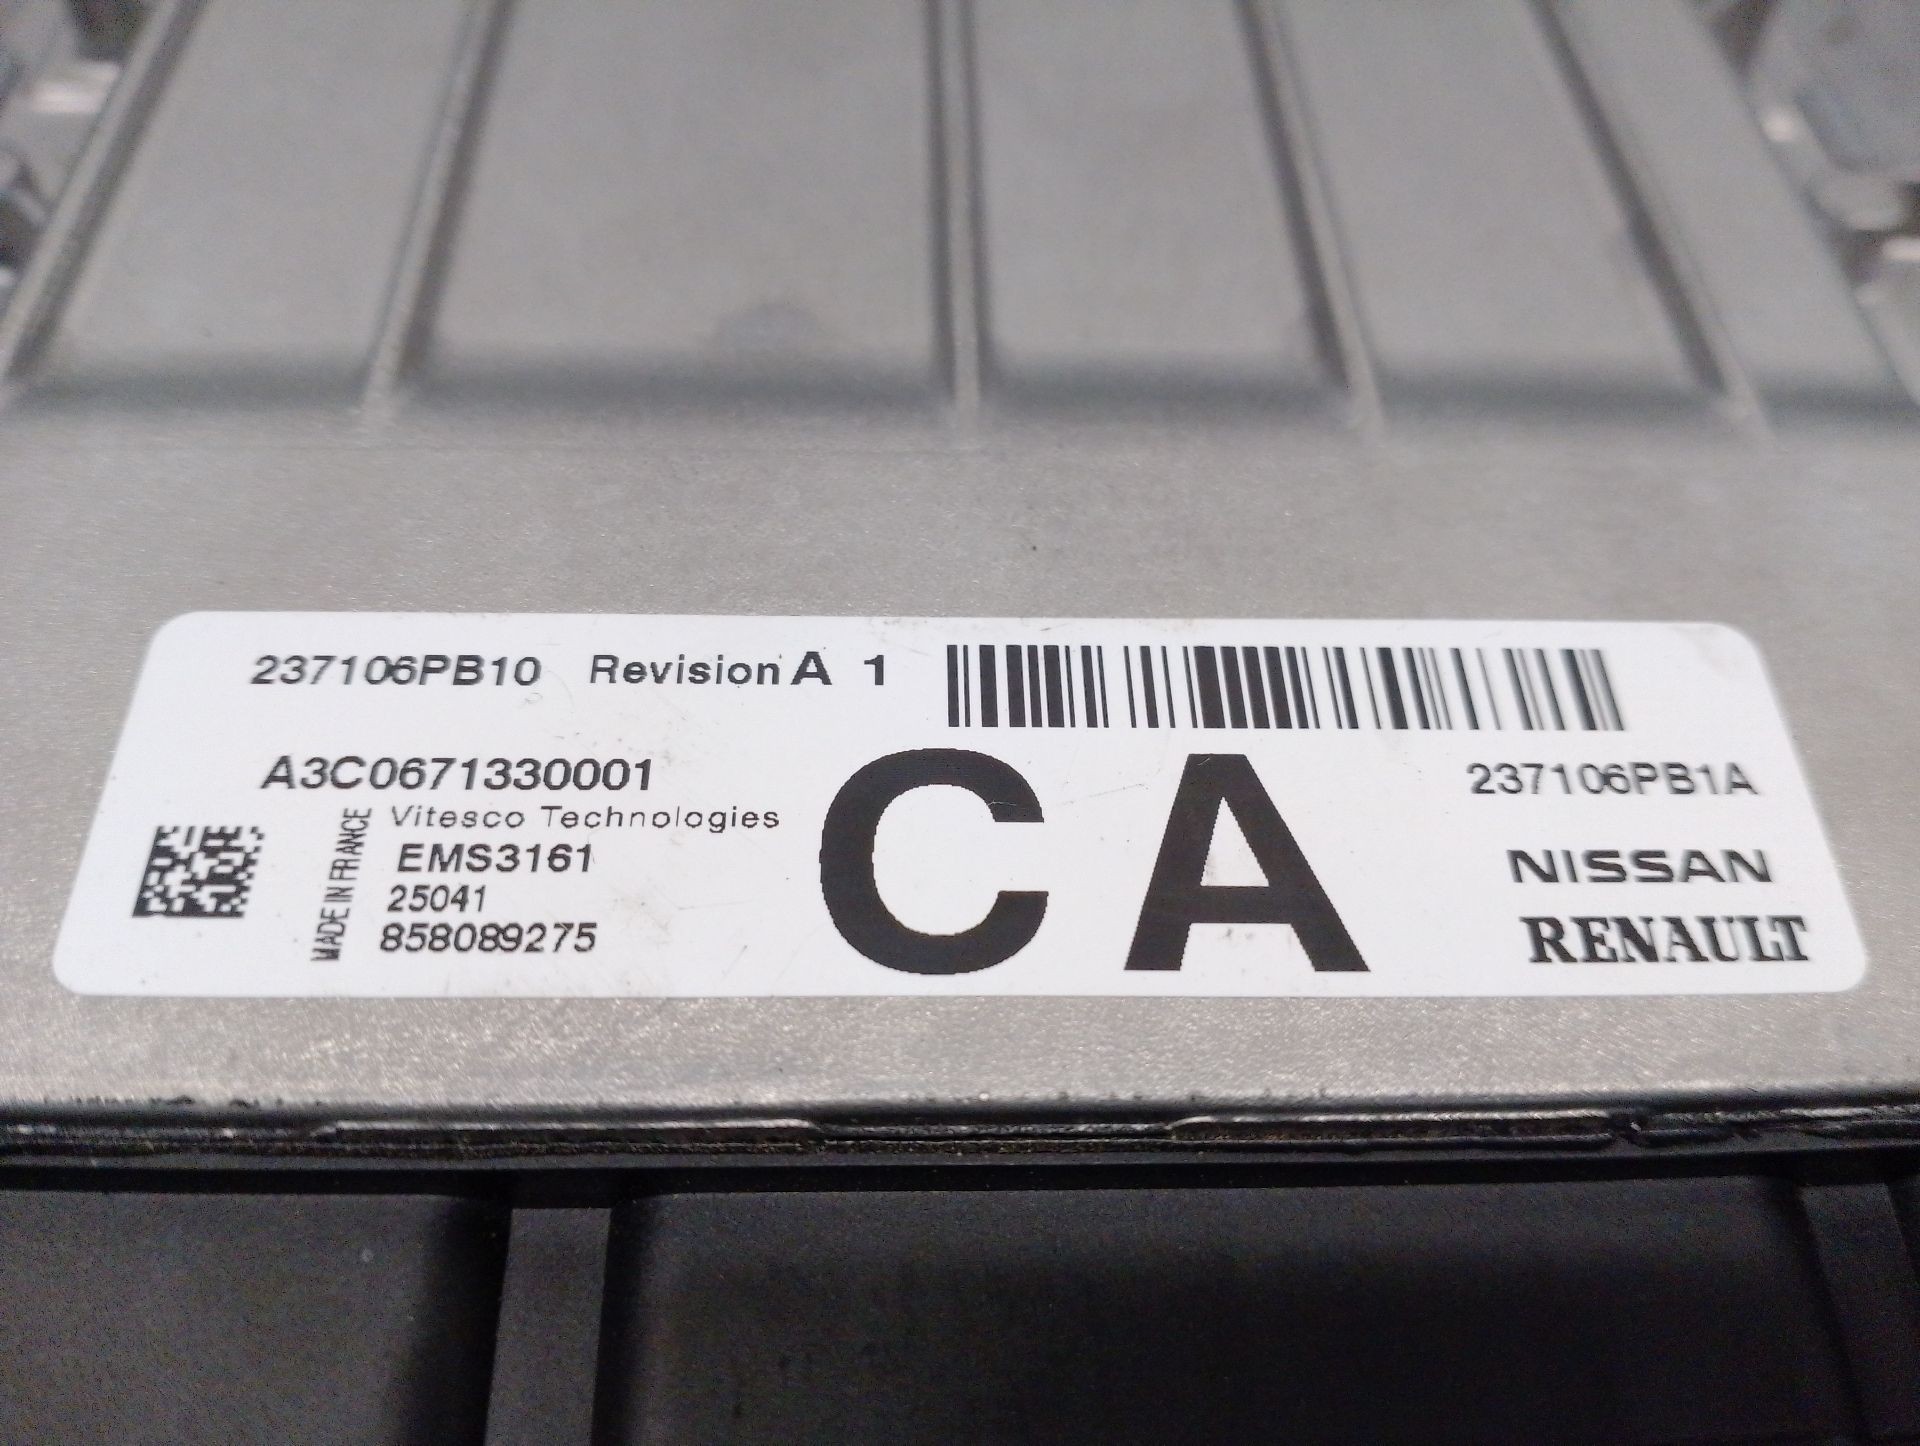 237106PB10 Revision A 1
A3C0671330001
237106PB1A
CA
Vitesco Technologies
MADE IN FRANCE
EMS3161
25041
858089275
NISSAN
RENAULT